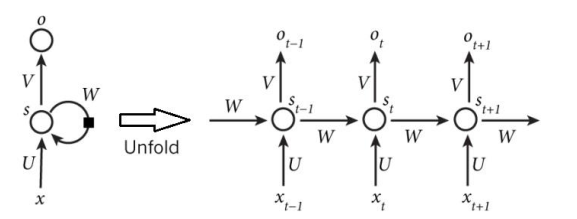 o
V
W
s
U
x
Unfold
o_{t-1} o_t o_{t+1}
V V V
W s_{t-1} s_t s_{t+1}
W W W
U U U
x_{t-1} x_t x_{t+1}